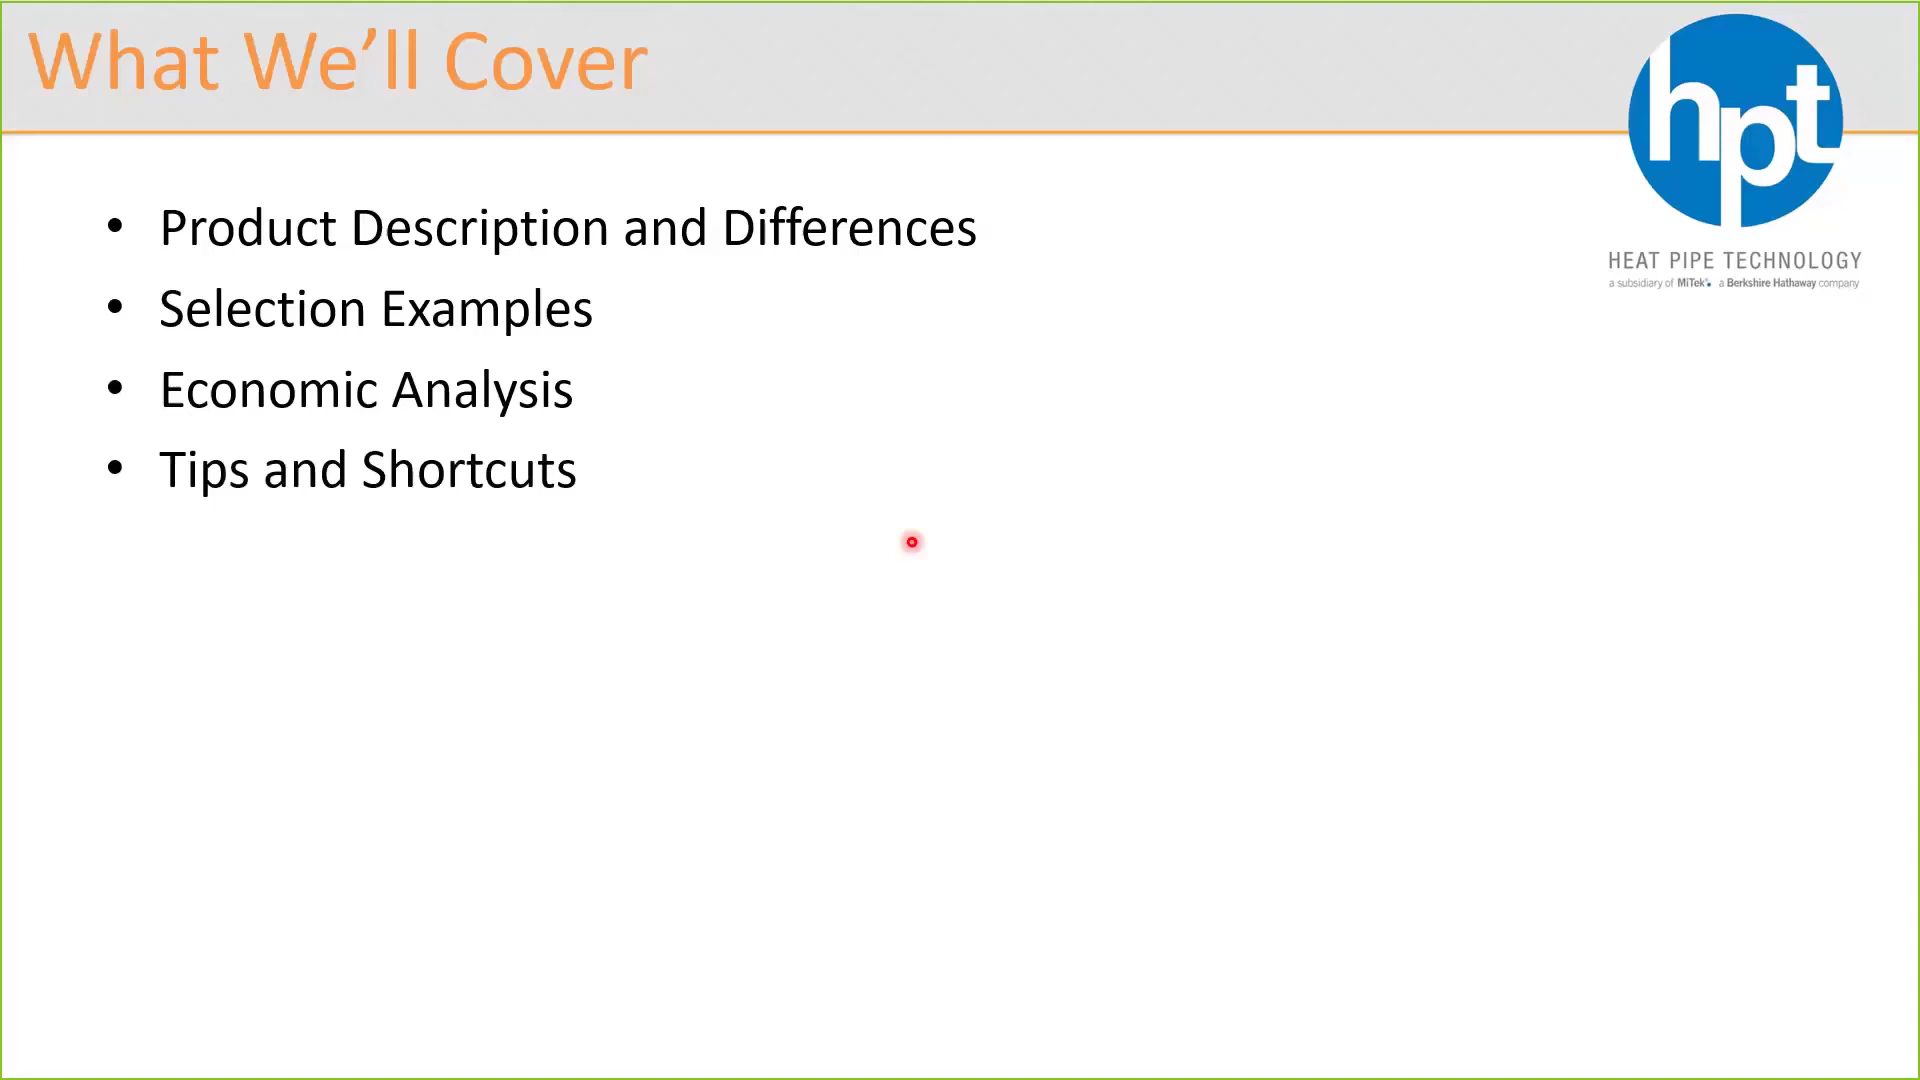 What We’ll Cover
hpt
HEAT PIPE TECHNOLOGY
a subsidiary of MiTek® a Berkshire Hathaway company
• Product Description and Differences
• Selection Examples
• Economic Analysis
• Tips and Shortcuts